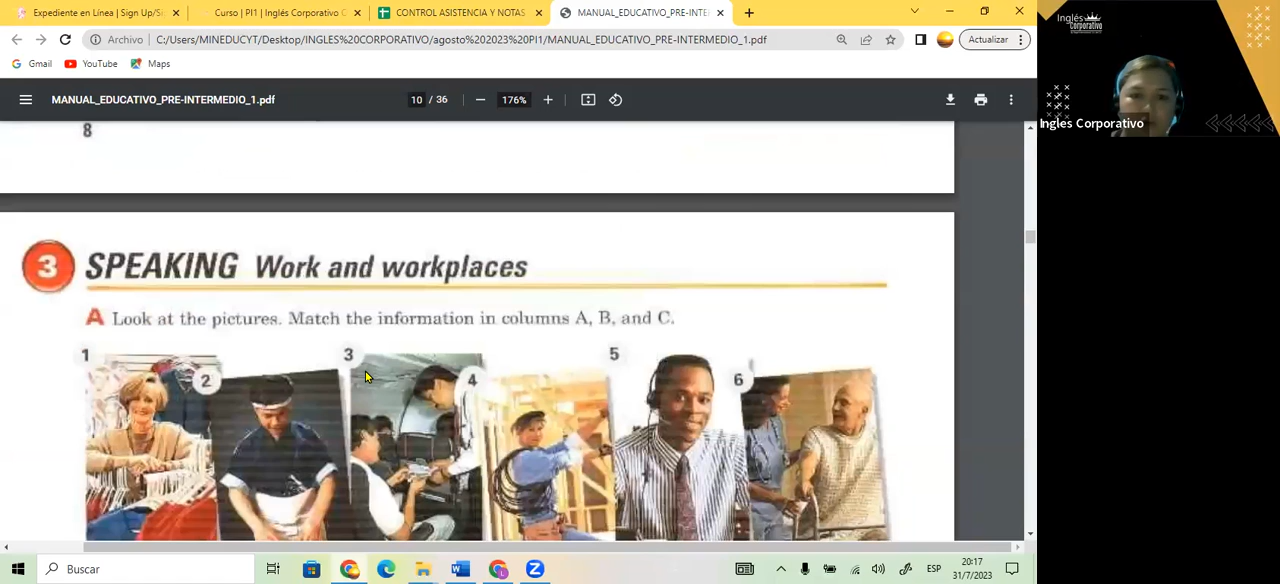 Expediente en Línea | Sign Up/Si
Curso | PI1 | Inglés Corporativo C
CONTROL ASISTENCIA Y NOTAS
MANUAL_EDUCATIVO_PRE-INTERME
Archivo
C:/Users/MINEDUCYT/Desktop/INGLES%20CORPORATIVO/agosto%202023%20PI1/MANUAL_EDUCATIVO_PRE-INTERMEDIO_1.pdf
Actualizar
Gmail
YouTube
Maps
MANUAL_EDUCATIVO_PRE-INTERMEDIO_1.pdf
10 / 36
176%
8
3 SPEAKING Work and workplaces
A Look at the pictures. Match the information in columns A, B, and C.
1
2
3
4
5
6
Buscar
ESP
20:17
31/7/2023
Inglés
Corporativo
Ingles Corporativo